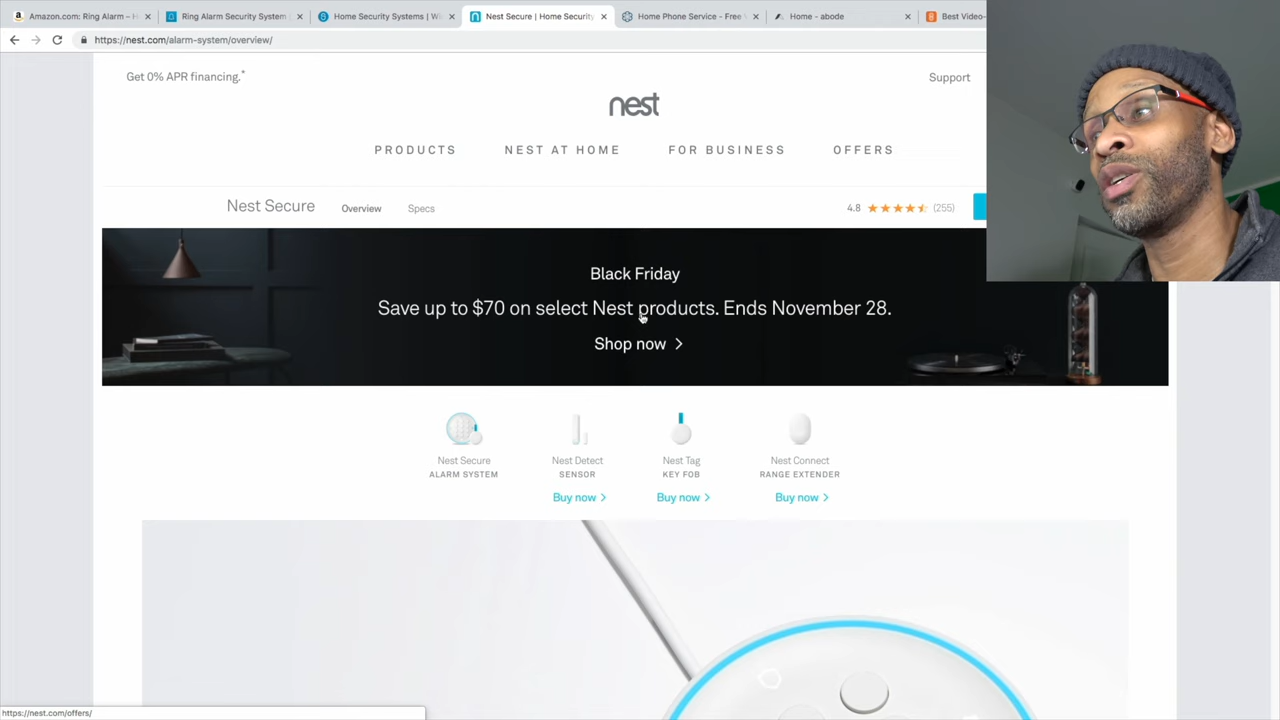 Amazon.com: Ring Alarm – H
Ring Alarm Security System
Home Security Systems | Wi
Nest Secure | Home Security
Home Phone Service - Free V
Home - abode
Best Video-
https://nest.com/alarm-system/overview/
Get 0% APR financing.*
Support
nest
PRODUCTS
NEST AT HOME
FOR BUSINESS
OFFERS
Nest Secure
Overview
Specs
4.8
(255)
Black Friday
Save up to $70 on select Nest products. Ends November 28.
Shop now
Nest Secure
ALARM SYSTEM
Nest Detect
SENSOR
Buy now
Nest Tag
KEY FOB
Buy now
Nest Connect
RANGE EXTENDER
Buy now
https://nest.com/offers/